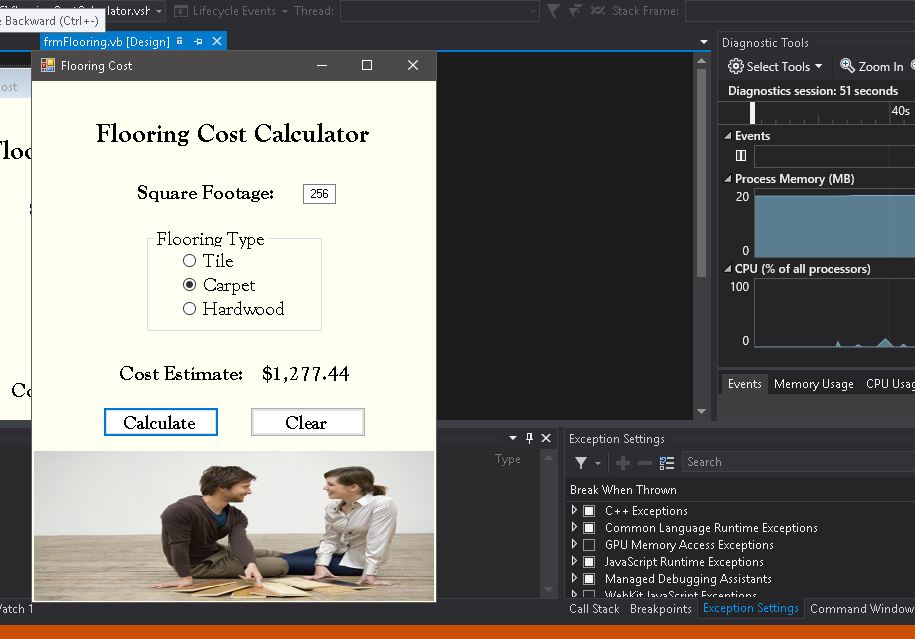 Calculator.vsh
Lifecycle Events
Thread:
Stack Frame:
Backward (Ctrl+-)
frmFlooring.vb [Design]
Flooring Cost
Flooring Cost Calculator
Square Footage: 256
Flooring Type
Tile
Carpet
Hardwood
Cost Estimate: $1,277.44
Calculate Clear
Type
Diagnostic Tools
Select Tools
Zoom In
Diagnostics session: 51 seconds
40s
Events
Process Memory (MB)
20
0
CPU (% of all processors)
100
0
Events Memory Usage CPU Usag
Exception Settings
Search
Break When Thrown
C++ Exceptions
Common Language Runtime Exceptions
GPU Memory Access Exceptions
JavaScript Runtime Exceptions
Managed Debugging Assistants
WebKit JavaScript Exceptions
Call Stack Breakpoints Exception Settings Command Window